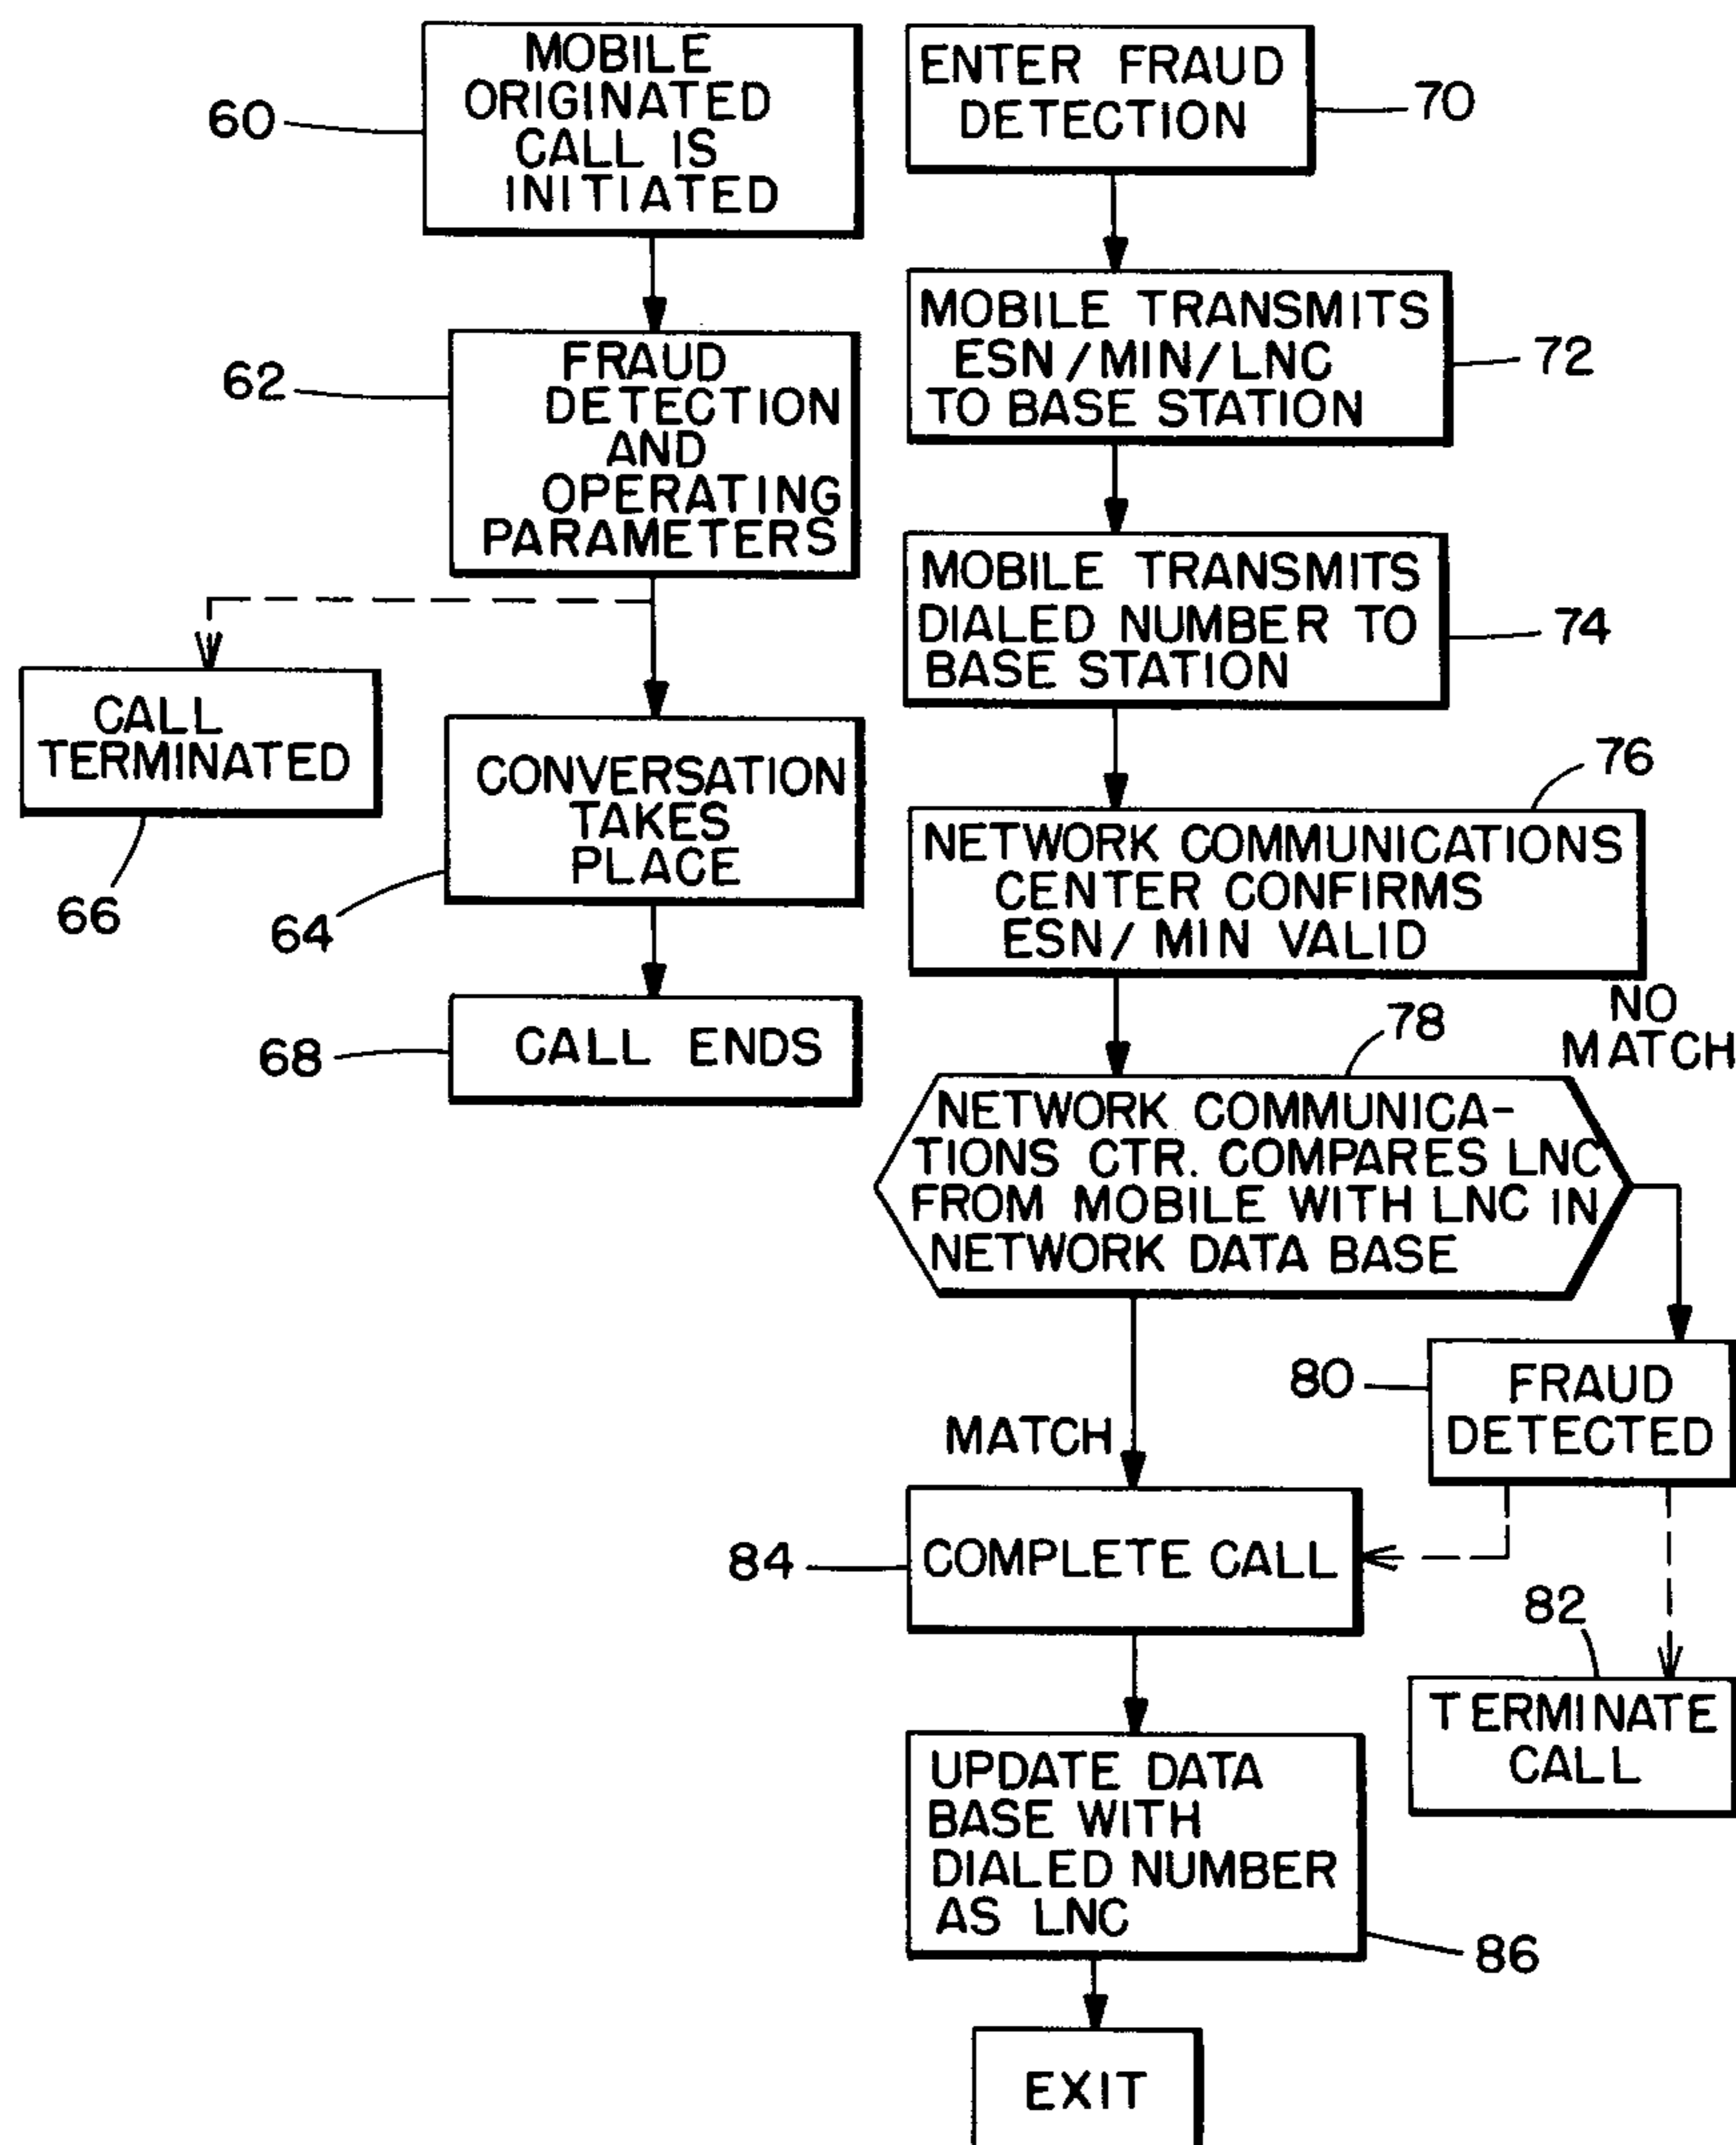 MOBILE
ORIGINATED
CALL IS
INITIATED
60
FRAUD
DETECTION
AND
OPERATING
PARAMETERS
62
CALL
TERMINATED
66
CONVERSATION
TAKES
PLACE
64
CALL ENDS
68
ENTER FRAUD
DETECTION
70
MOBILE TRANSMITS
ESN/MIN/LNC
TO BASE STATION
72
MOBILE TRANSMITS
DIALED NUMBER TO
BASE STATION
74
76
NETWORK COMMUNICATIONS
CENTER CONFIRMS
ESN/MIN VALID
78
NO
MATCH
NETWORK COMMUNICA-
TIONS CTR. COMPARES LNC
FROM MOBILE WITH LNC IN
NETWORK DATA BASE
80
FRAUD
DETECTED
MATCH
84
COMPLETE CALL
82
TERMINATE
CALL
UPDATE DATA
BASE WITH
DIALED NUMBER
AS LNC
86
EXIT